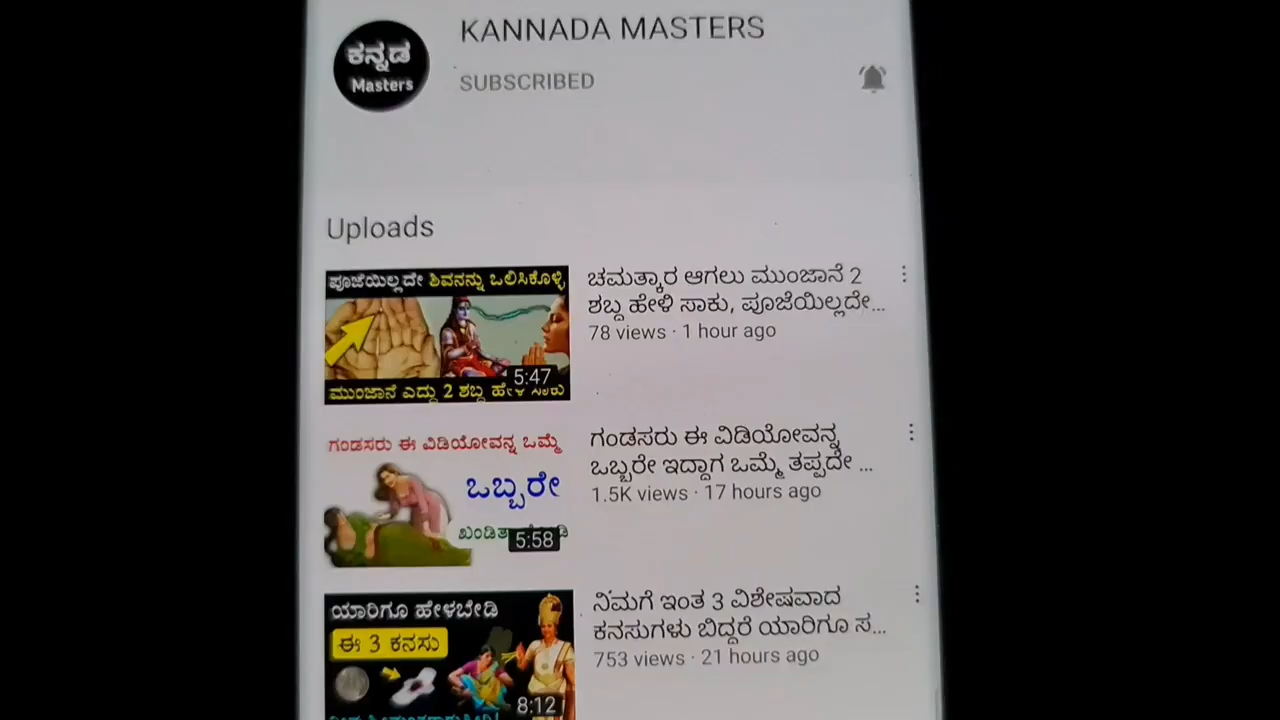 ಕನ್ನಡ
Masters
KANNADA MASTERS
SUBSCRIBED
Uploads
ಪೂಜೆಯಿಲ್ಲದೇ ಶಿವನನ್ನು ಒಲಿಸಿಕೊಳ್ಳಿ
5:47
ಮುಂಜಾನೆ ಎದ್ದು 2 ಶಬ್ದ ಹೇಳಿ ಸಾಕು
ಚಮತ್ಕಾರ ಆಗಲು ಮುಂಜಾನೆ 2
ಶಬ್ದ ಹೇಳಿ ಸಾಕು, ಪೂಜೆಯಿಲ್ಲದೇ...
78 views · 1 hour ago
ಗಂಡಸರು ಈ ವಿಡಿಯೋವನ್ನ ಒಮ್ಮೆ
ಒಬ್ಬರೇ
5:58
ಗಂಡಸರು ಈ ವಿಡಿಯೋವನ್ನ
ಒಬ್ಬರೇ ಇದ್ದಾಗ ಒಮ್ಮೆ ತಪ್ಪದೇ ...
1.5K views · 17 hours ago
ಯಾರಿಗೂ ಹೇಳಬೇಡಿ
ಈ 3 ಕನಸು
8:12
ನಿಮಗೆ ಇಂತ 3 ವಿಶೇಷವಾದ
ಕನಸುಗಳು ಬಿದ್ದರೆ ಯಾರಿಗೂ ಸ...
753 views · 21 hours ago